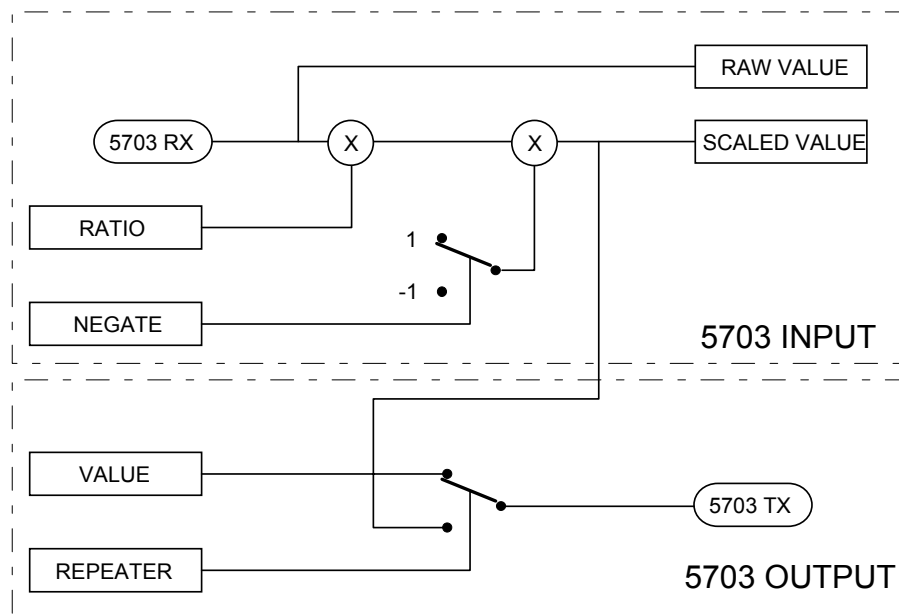 RAW VALUE
5703 RX
X
X
SCALED VALUE
RATIO
1
-1
NEGATE
5703 INPUT
VALUE
5703 TX
REPEATER
5703 OUTPUT